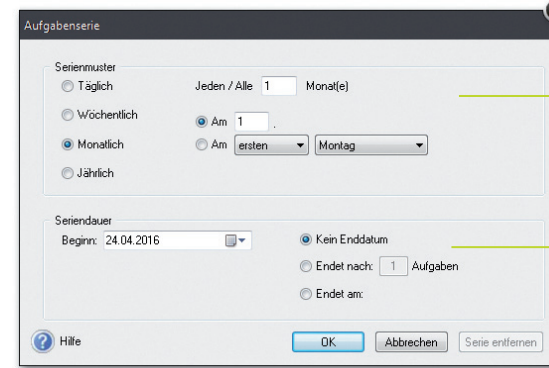 Aufgabenserie
Serienmuster
Täglich
Jeden / Alle 1 Monat(e)
Wöchentlich
Am 1 .
Monatlich
Am ersten Montag
Jährlich
Seriendauer
Beginn: 24.04.2016
Kein Enddatum
Endet nach: 1 Aufgaben
Endet am:
? Hilfe
OK
Abbrechen
Serie entfernen